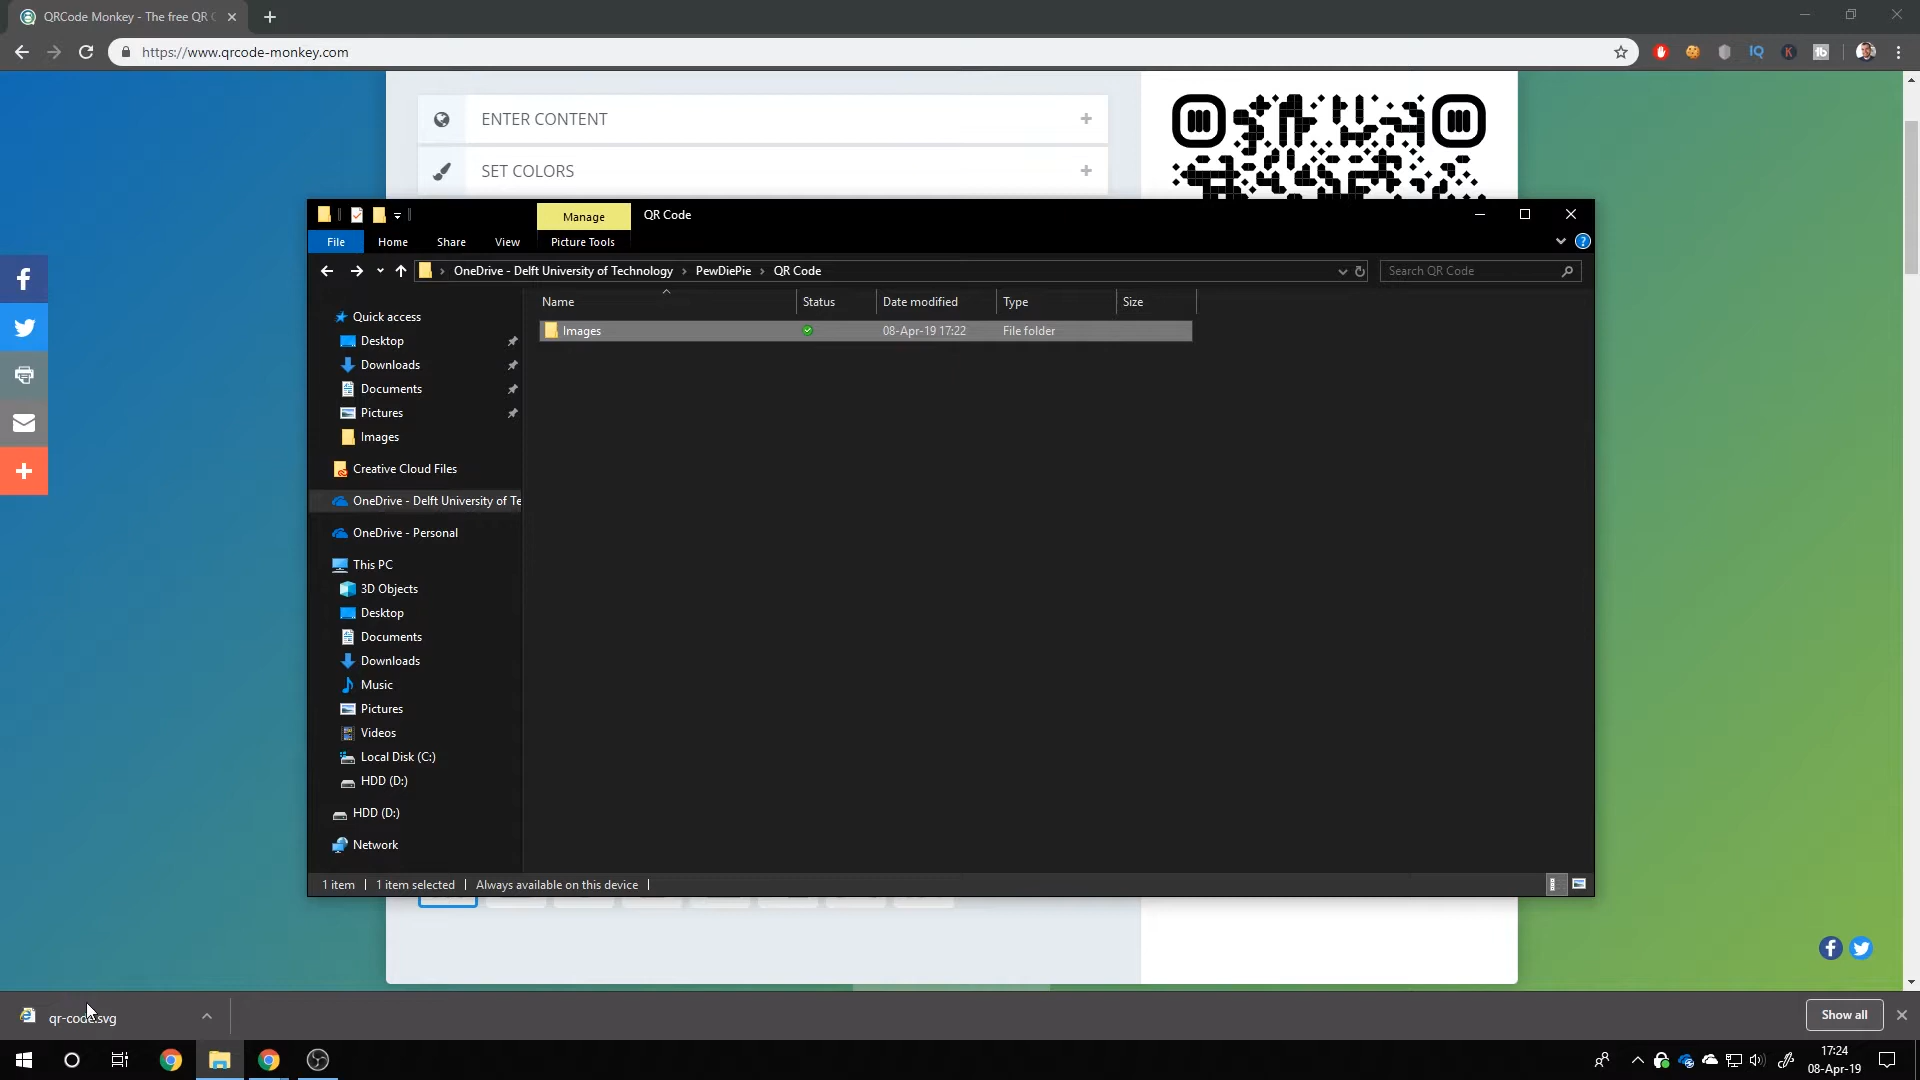 QRCode Monkey - The free QR C
https://www.qrcode-monkey.com
IQ
K
fb
ENTER CONTENT
SET COLORS
Manage
QR Code
File
Home
Share
View
Picture Tools
OneDrive - Delft University of Technology
PewDiePie
QR Code
Search QR Code
Name
Status
Date modified
Type
Size
Images
08-Apr-19 17:22
File folder
Quick access
Desktop
Downloads
Documents
Pictures
Images
Creative Cloud Files
OneDrive - Delft University of Te
OneDrive - Personal
This PC
3D Objects
Desktop
Documents
Downloads
Music
Pictures
Videos
Local Disk (C:)
HDD (D:)
HDD (D:)
Network
1 item
1 item selected
Always available on this device
qr-code.svg
Show all
17:24
08-Apr-19